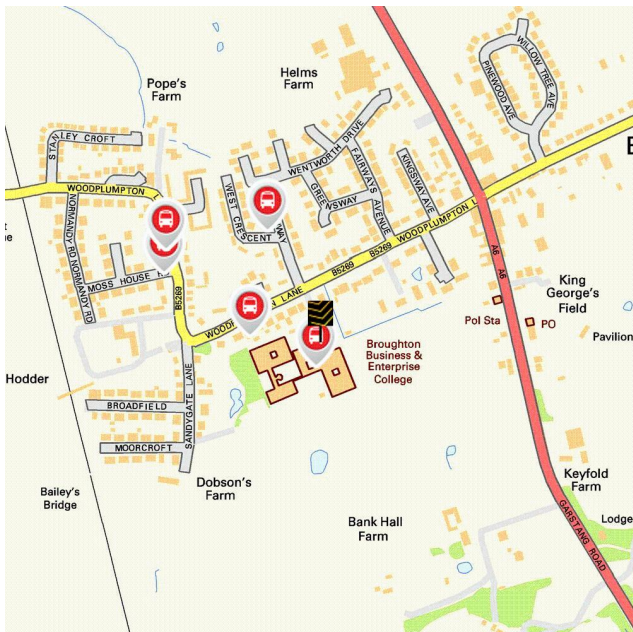 Pope's
Farm
Helms
Farm
WILLOW TREE AVE
PINEWOOD AVE
STANLEY CROFT
WENTWORTH DRIVE
FAIRWAYS AVENUE
KINGSWAY AVE
GREENSWAY
WEST CRESCENT
WOODPLUMPTON
NORMANDY RD
NORMANDY RD
MOSS HOUSE R
B5269
B5269
B5269
WOODPLUMPTON L
LANE
A6
A6
King
George's
Field
Pol Sta
PO
Pavilion
Broughton
Business &
Enterprise
College
Hodder
BROADFIELD
SANDYGATE LANE
MOORCROFT
Bailey's
Bridge
Dobson's
Farm
Bank Hall
Farm
Keyfold
Farm
GARSTANG ROAD
Lodge